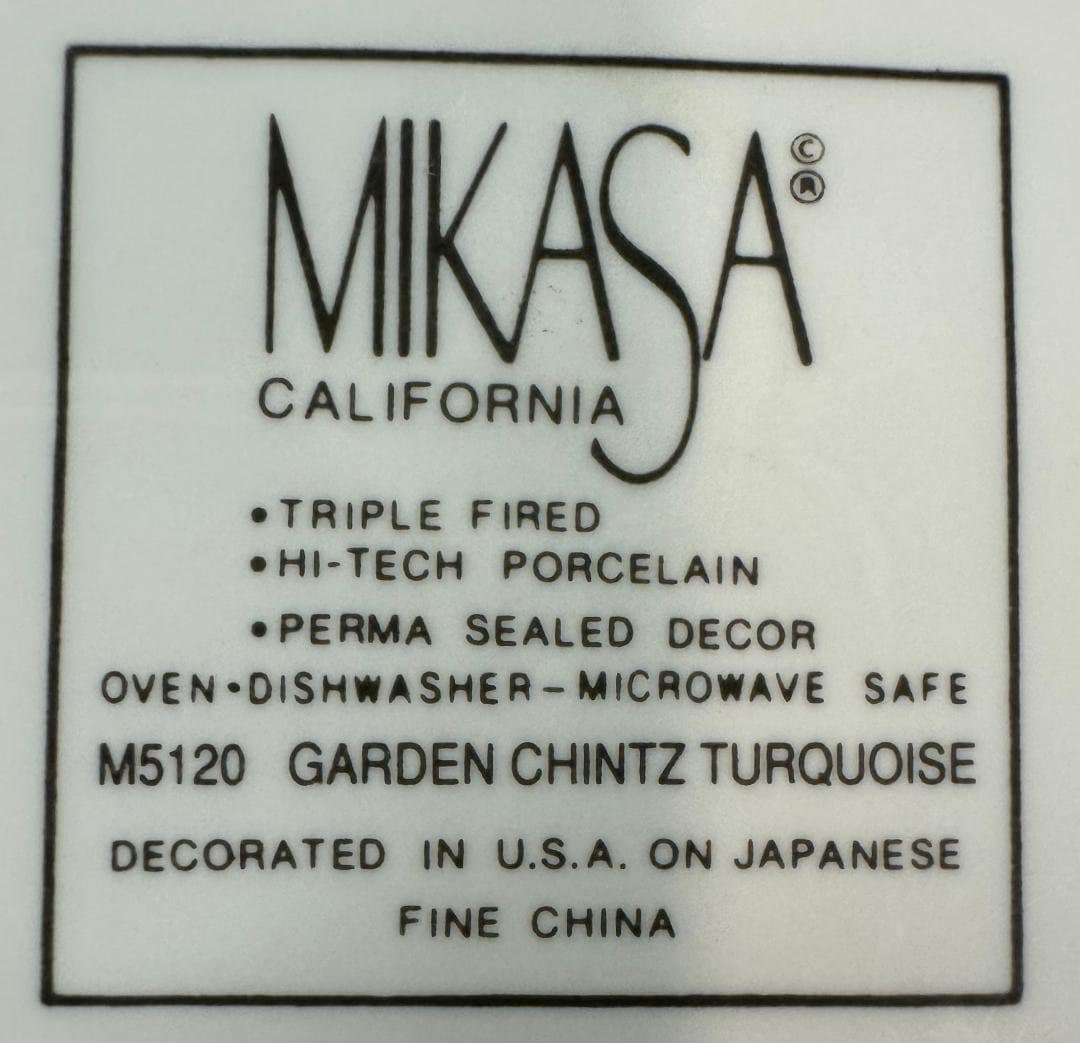 MIKASA © ®
CALIFORNIA
•TRIPLE FIRED
•HI-TECH PORCELAIN
•PERMA SEALED DECOR
OVEN•DISHWASHER–MICROWAVE SAFE
M5120 GARDEN CHINTZ TURQUOISE
DECORATED IN U.S.A. ON JAPANESE
FINE CHINA